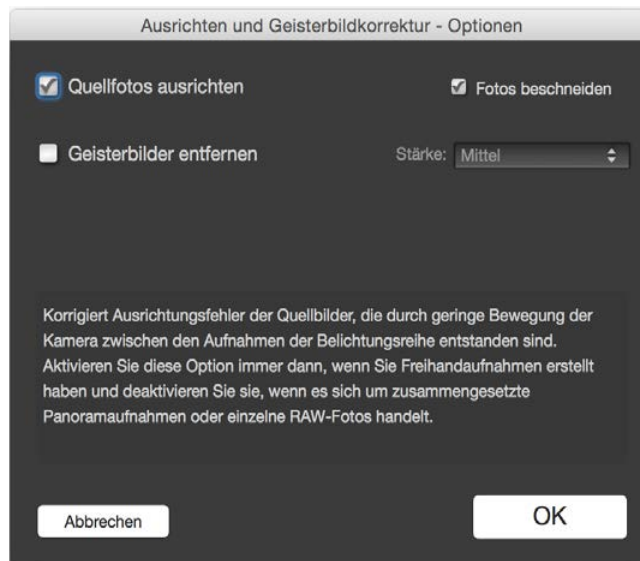 Ausrichten und Geisterbildkorrektur - Optionen
Quellfotos ausrichten
Fotos beschneiden
Geisterbilder entfernen
Stärke: Mittel
Korrigiert Ausrichtungsfehler der Quellbilder, die durch geringe Bewegung der
Kamera zwischen den Aufnahmen der Belichtungsreihe entstanden sind.
Aktivieren Sie diese Option immer dann, wenn Sie Freihandaufnahmen erstellt
haben und deaktivieren Sie sie, wenn es sich um zusammengesetzte
Panoramaufnahmen oder einzelne RAW-Fotos handelt.
Abbrechen
OK